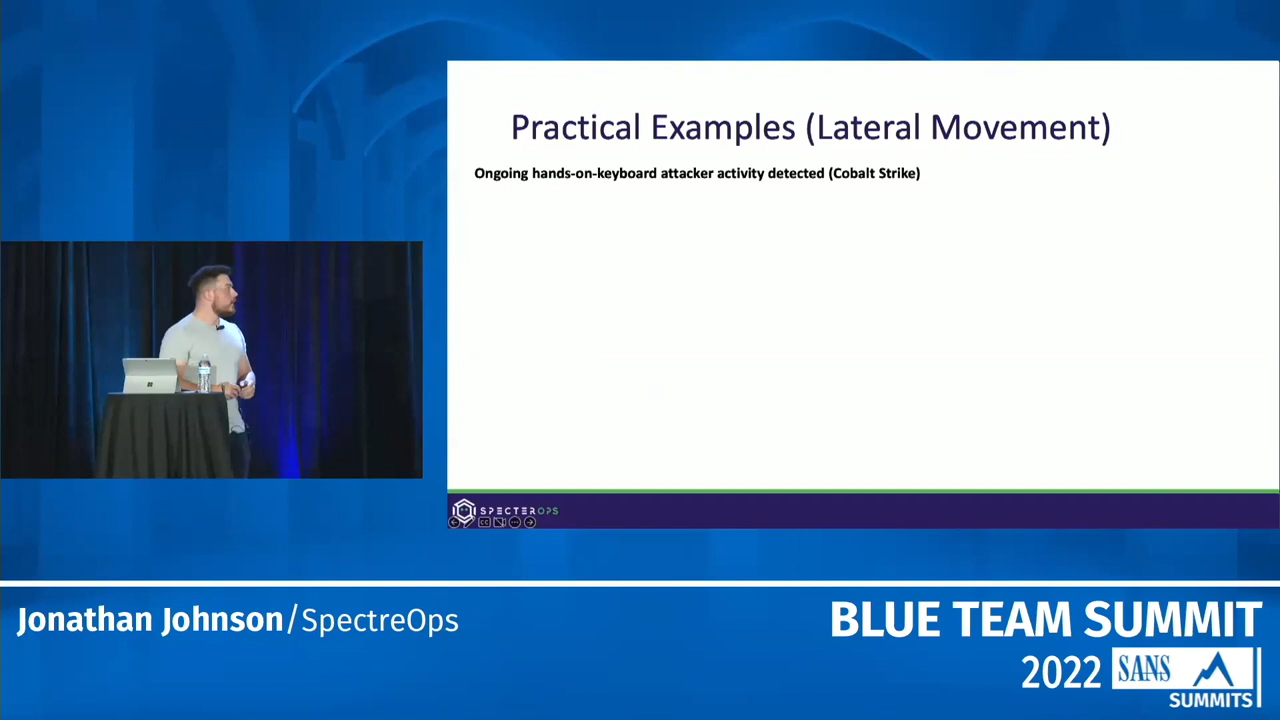 Practical Examples (Lateral Movement)
Ongoing hands-on-keyboard attacker activity detected (Cobalt Strike)
SPECTEROPS
CC
Jonathan Johnson/SpectreOps
BLUE TEAM SUMMIT
2022
SANS
SUMMITS